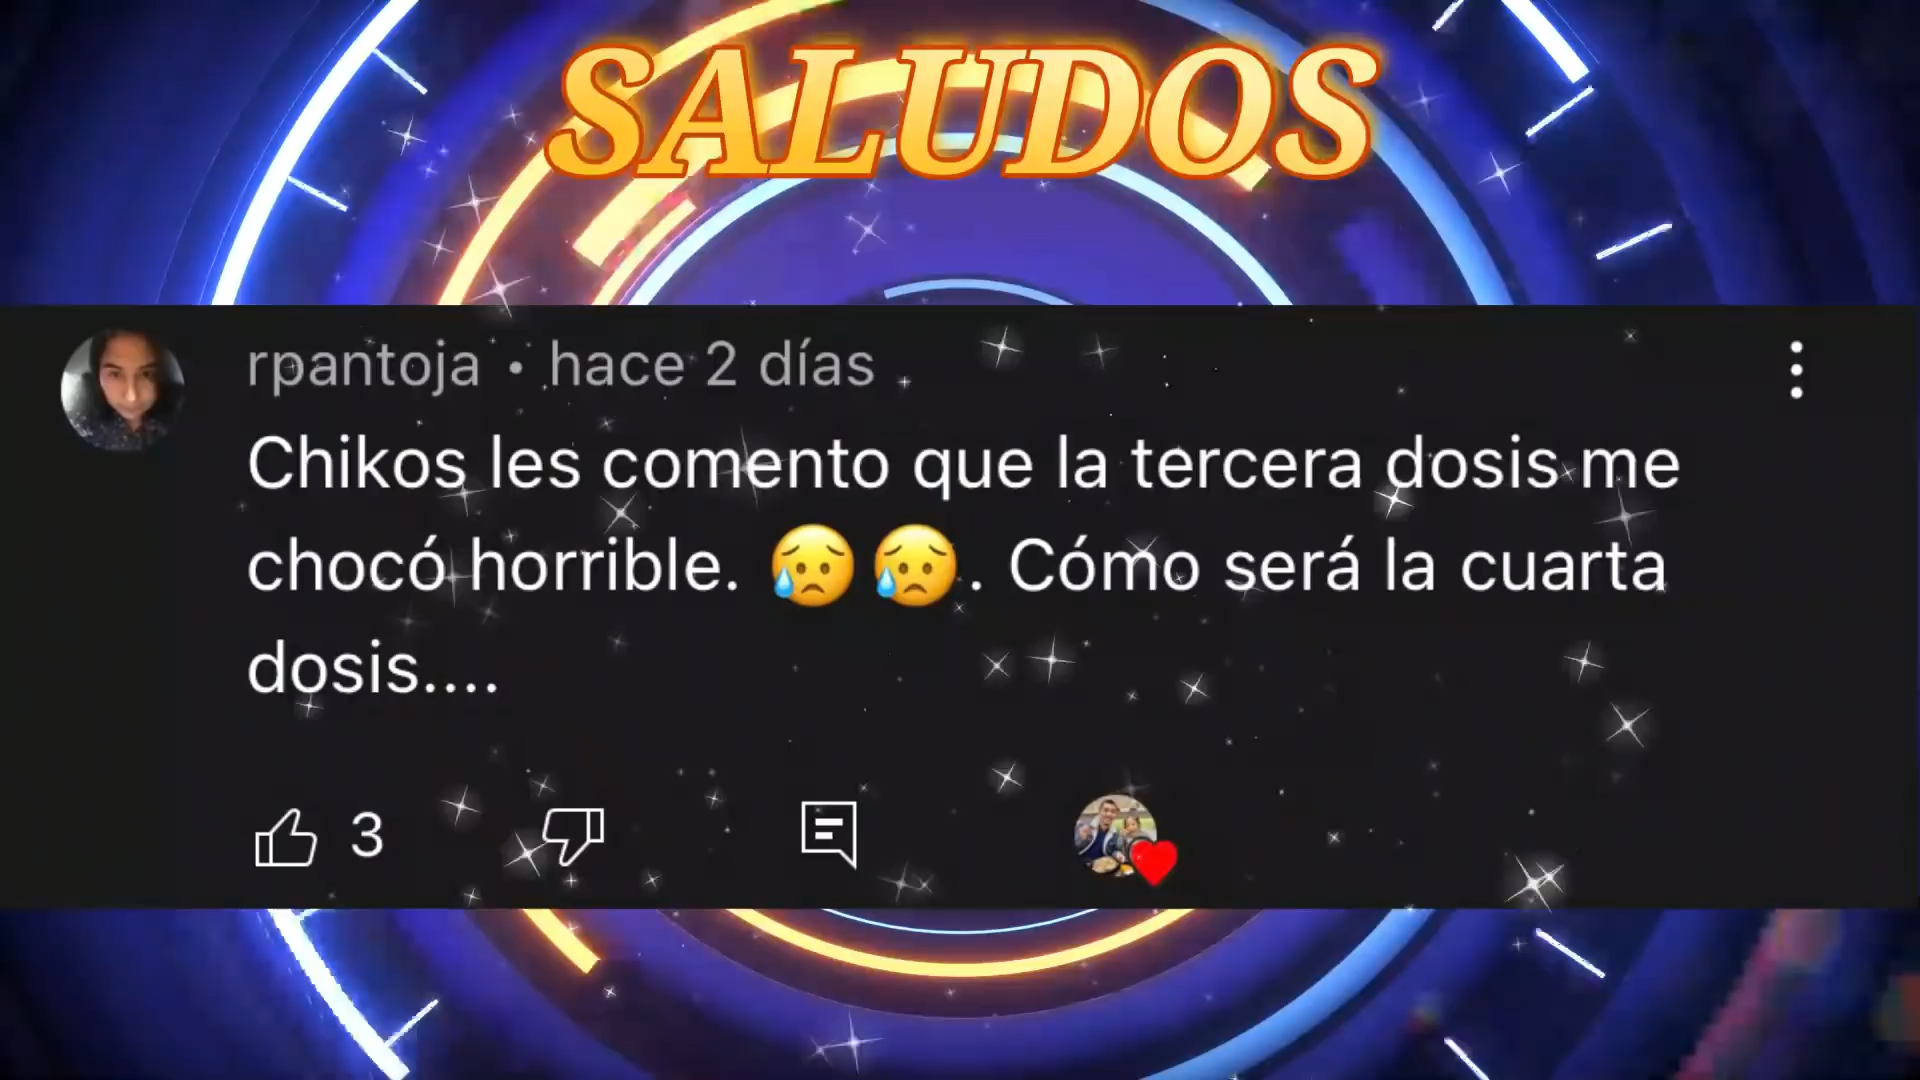 SALUDOS
rpantoja · hace 2 días
Chikos les comento que la tercera dosis me
chocó horrible. 😥😥. Cómo será la cuarta
dosis....
3